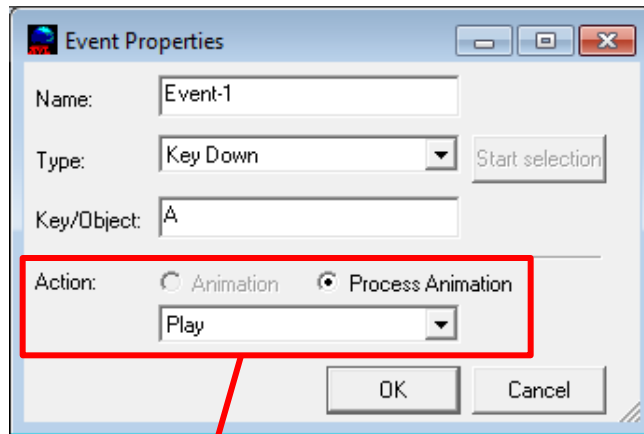 Event Properties
Name: Event-1
Type: Key Down Start selection
Key/Object: A
Action: Animation Process Animation
Play
OK Cancel